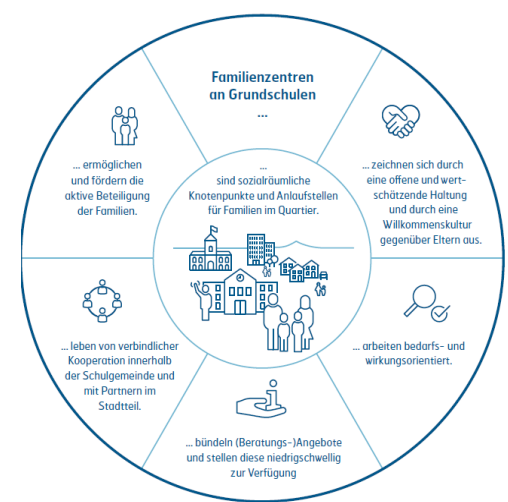 Familienzentren
an Grundschulen
...
... zeichnen sich durch
eine offene und wert-
schätzende Haltung
und durch eine
Willkommenskultur
gegenüber Eltern aus.
... arbeiten bedarfs- und
wirkungsorientiert.
... bündeln (Beratungs-)Angebote
und stellen diese niedrigschwellig
zur Verfügung
... leben von verbindlicher
Kooperation innerhalb
der Schulgemeinde und
mit Partnern im
Stadtteil.
... ermöglichen
und fördern die
aktive Beteiligung
der Familien.
...
sind sozialräumliche
Knotenpunkte und Anlaufstellen
für Familien im Quartier.